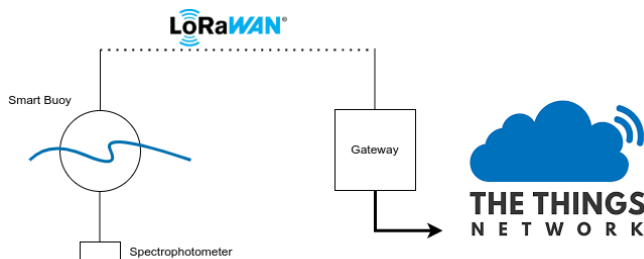 LoRaWAN®
Smart Buoy
Gateway
Spectrophotometer
THE THINGS
NETWORK